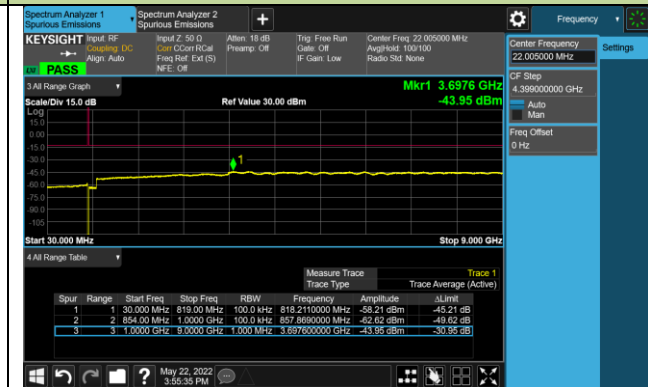 Spectrum Analyzer 1
Spurious Emissions
Spectrum Analyzer 2
Spurious Emissions
+
Frequency
KEYSIGHT
Input: RF
Coupling: DC
Align: Auto
Input Z: 50 Ω
Corr CCorr RCal
Freq Ref: Ext (S)
NFE: Off
Atten: 18 dB
Preamp: Off
Trig: Free Run
Gate: Off
IF Gain: Low
Center Freq: 22.005000 MHz
Avg|Hold: 100/100
Radio Std: None
PASS
Center Frequency
22.005000 MHz
Settings
CF Step
4.399000000 GHz
Auto
Man
Freq Offset
0 Hz
3 All Range Graph
Mkr1 3.6976 GHz
Scale/Div 15.0 dB
Ref Value 30.00 dBm
-43.95 dBm
Log
15.0
0.00
-15.0
-30.0
-45.0
-60.0
-75.0
-90.0
-105
1
Start 30.000 MHz
Stop 9.000 GHz
4 All Range Table
Measure Trace Trace 1
Trace Type Trace Average (Active)
Spur Range Start Freq Stop Freq RBW Frequency Amplitude ΔLimit
1 1 30.000 MHz 819.00 MHz 100.0 kHz 818.2110000 MHz -58.21 dBm -45.21 dB
2 2 854.00 MHz 1.0000 GHz 100.0 kHz 857.8690000 MHz -62.62 dBm -49.62 dB
3 3 1.0000 GHz 9.0000 GHz 1.000 MHz 3.697600000 GHz -43.95 dBm -30.95 dB
?
May 22, 2022
3:55:35 PM